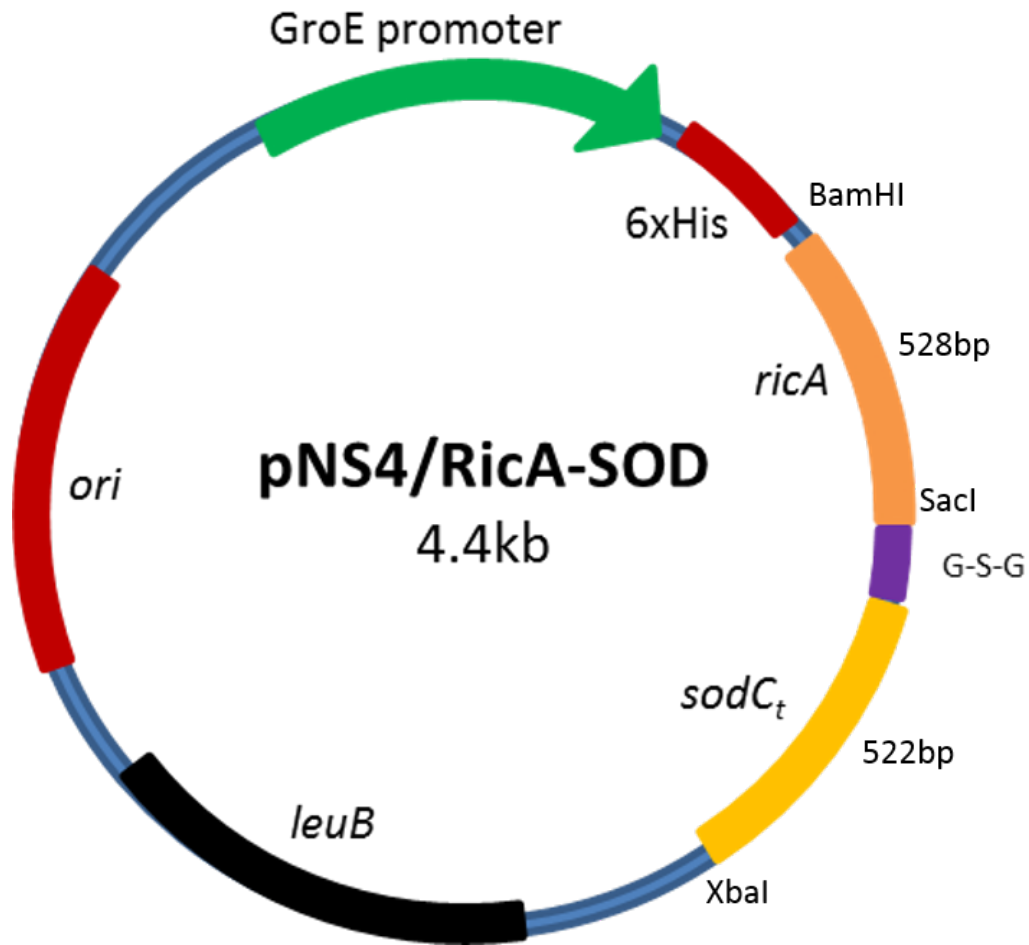 GroE promoter
BamHI
6xHis
528bp
ricA
pNS4/RicA-SOD
4.4kb
ori
SacI
G-S-G
sodCt
522bp
leuB
XbaI